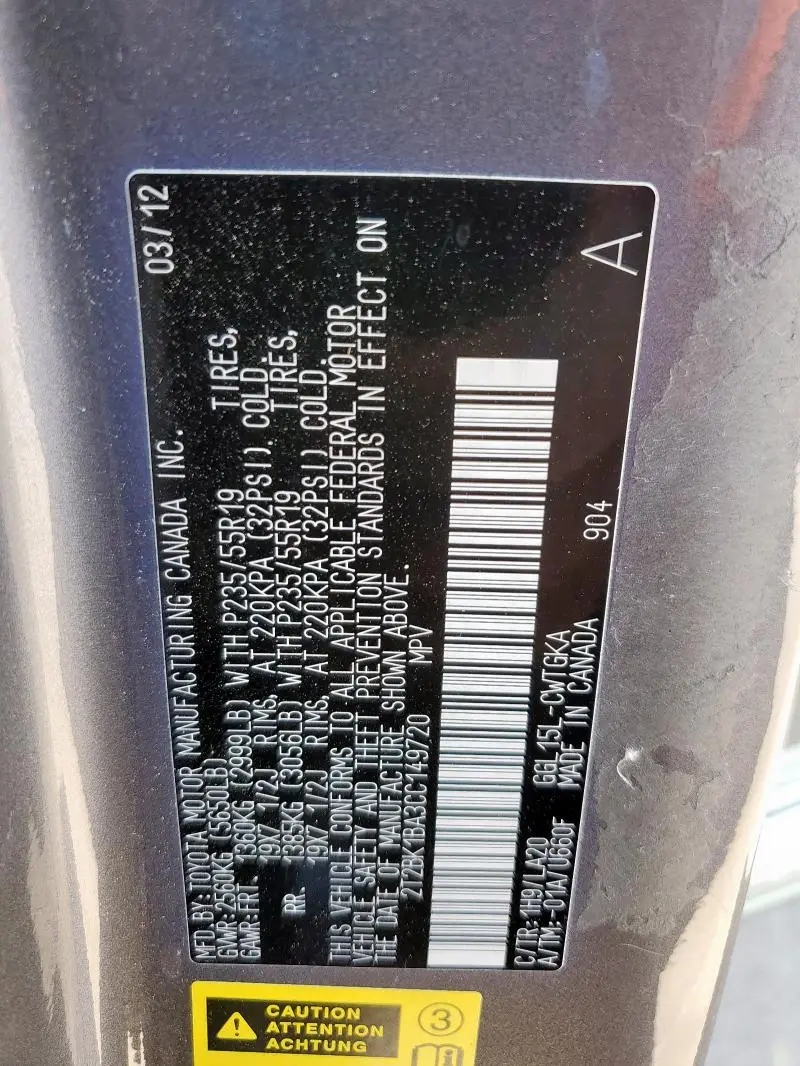 MFD. BY: TOYOTA MOTOR MANUFACTURING CANADA INC. 03/12
GVWR: 2560KG (5650LB)
GAWR: FRT 1360KG (2999LB) WITH P235/55R19 TIRES,
19X7 1/2J RIMS, AT 220KPA (32PSI) COLD.
RR. 1385KG (3056LB) WITH P235/55R19 TIRES,
19X7 1/2J RIMS, AT 220KPA (32PSI) COLD.
THIS VEHICLE CONFORMS TO ALL APPLICABLE FEDERAL MOTOR
VEHICLE SAFETY AND THEFT PREVENTION STANDARDS IN EFFECT ON
THE DATE OF MANUFACTURE SHOWN ABOVE.
2T2BK1BA3CC149720 MPV
C/TR: 1H9/LA20 GGL15L-CWTGKA
A/TM: -01A/U660F MADE IN CANADA 904
A
CAUTION
ATTENTION
ACHTUNG
3